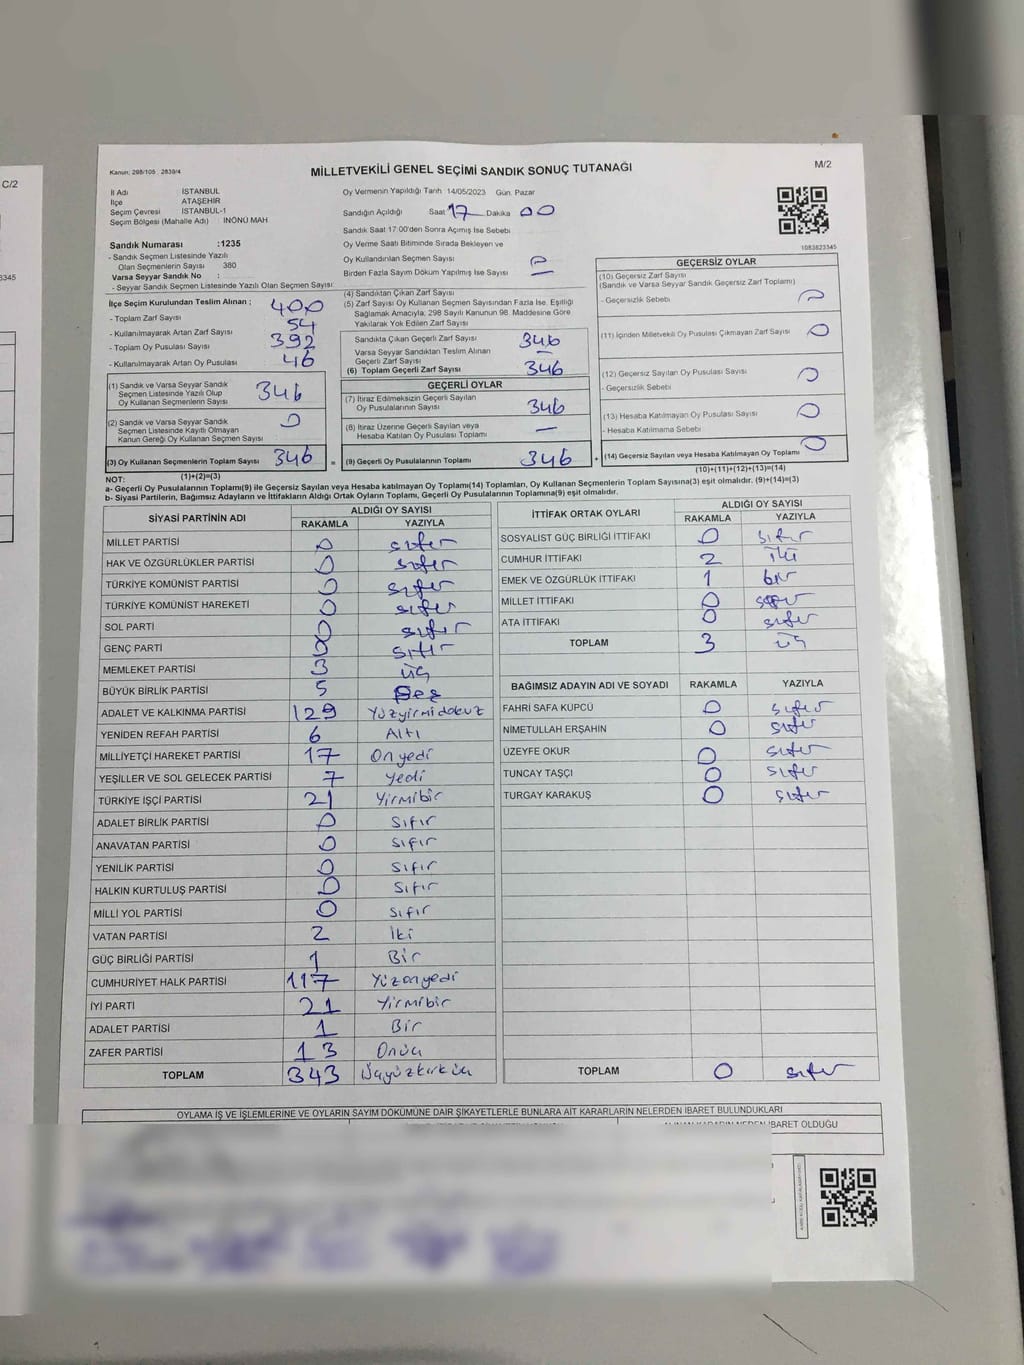 C/2
3345
Kanun: 298/105 2839/4
MİLLETVEKİLİ GENEL SEÇİMİ SANDIK SONUÇ TUTANAĞI
M/2
İl Adı İSTANBUL
İlçe ATAŞEHİR
Seçim Çevresi İSTANBUL-1
Seçim Bölgesi (Mahalle Adı) İNÖNÜ MAH
Sandık Numarası :1235
- Sandık Seçmen Listesinde Yazılı
Olan Seçmenlerin Sayısı 380
Varsa Seyyar Sandık No :
- Seyyar Sandık Seçmen Listesinde Yazılı Olan Seçmen Sayısı:
Oy Vermenin Yapıldığı Tarih 14/05/2023 Gün: Pazar
Sandığın Açıldığı Saat 17 Dakika 00
Sandık Saat 17:00'den Sonra Açılmış İse Sebebi
Oy Verme Saati Bitiminde Sırada Bekleyen ve
Oy Kullandırılan Seçmen Sayısı 0
Birden Fazla Sayım Döküm Yapılmış İse Sayısı —
1083823345
İlçe Seçim Kurulundan Teslim Alınan ;
- Toplam Zarf Sayısı 400
- Kullanılmayarak Artan Zarf Sayısı 54
- Toplam Oy Pusulası Sayısı 392
- Kullanılmayarak Artan Oy Pusulası 46
(1) Sandık ve Varsa Seyyar Sandık
Seçmen Listesinde Yazılı Olup
Oy Kullanan Seçmenlerin Sayısı 346
(2) Sandık ve Varsa Seyyar Sandık
Seçmen Listesinde Kayıtlı Olmayan
Kanun Gereği Oy Kullanan Seçmen Sayısı 0
(3) Oy Kullanan Seçmenlerin Toplam Sayısı 346
(4) Sandıktan Çıkan Zarf Sayısı
(5) Zarf Sayısı Oy Kullanan Seçmen Sayısından Fazla İse, Eşitliği
Sağlamak Amacıyla, 298 Sayılı Kanunun 98. Maddesine Göre
Yakılarak Yok Edilen Zarf Sayısı
Sandıkta Çıkan Geçerli Zarf Sayısı 346
Varsa Seyyar Sandıktan Teslim Alınan
Geçerli Zarf Sayısı —
(6) Toplam Geçerli Zarf Sayısı 346
GEÇERLİ OYLAR
(7) İtiraz Edilmeksizin Geçerli Sayılan
Oy Pusulalarının Sayısı 346
(8) İtiraz Üzerine Geçerli Sayılan veya
Hesaba Katılan Oy Pusulası Toplamı —
= (9) Geçerli Oy Pusulalarının Toplamı 346
GEÇERSİZ OYLAR
(10) Geçersiz Zarf Sayısı
(Sandık ve Varsa Seyyar Sandık Geçersiz Zarf Toplamı)
- Geçersizlik Sebebi 0
(11) İçinden Milletvekili Oy Pusulası Çıkmayan Zarf Sayısı 0
(12) Geçersiz Sayılan Oy Pusulası Sayısı 0
- Geçersizlik Sebebi
(13) Hesaba Katılmayan Oy Pusulası Sayısı 0
- Hesaba Katılmama Sebebi
+ (14) Geçersiz Sayılan veya Hesaba Katılmayan Oy Toplamı 0
NOT: (1)+(2)=(3) (10)+(11)+(12)+(13)=(14)
a- Geçerli Oy Pusulalarının Toplamı(9) ile Geçersiz Sayılan veya Hesaba katılmayan Oy Toplamı(14) Toplamları, Oy Kullanan Seçmenlerin Toplam Sayısına(3) eşit olmalıdır. (9)+(14)=(3)
b- Siyasi Partilerin, Bağımsız Adayların ve İttifakların Aldığı Ortak Oyların Toplamı, Geçerli Oy Pusulalarının Toplamına(9) eşit olmalıdır.
SİYASİ PARTİNİN ADI ALDIĞI OY SAYISI
RAKAMLA YAZIYLA
MİLLET PARTİSİ 0 sıfır
HAK VE ÖZGÜRLÜKLER PARTİSİ 0 sıfır
TÜRKİYE KOMÜNİST PARTİSİ 0 sıfır
TÜRKİYE KOMÜNİST HAREKETİ 0 sıfır
SOL PARTİ 0 sıfır
GENÇ PARTİ 0 sıfır
MEMLEKET PARTİSİ 3 üç
BÜYÜK BİRLİK PARTİSİ 5 Beş
ADALET VE KALKINMA PARTİSİ 129 Yüzyirmidokuz
YENİDEN REFAH PARTİSİ 6 Altı
MİLLİYETÇİ HAREKET PARTİSİ 17 Onyedi
YEŞİLLER VE SOL GELECEK PARTİSİ 7 Yedi
TÜRKİYE İŞÇİ PARTİSİ 21 Yirmibir
ADALET BİRLİK PARTİSİ 0 Sıfır
ANAVATAN PARTİSİ 0 Sıfır
YENİLİK PARTİSİ 0 Sıfır
HALKIN KURTULUŞ PARTİSİ 0 Sıfır
MİLLİ YOL PARTİSİ 0 Sıfır
VATAN PARTİSİ 2 İki
GÜÇ BİRLİĞİ PARTİSİ 1 Bir
CUMHURİYET HALK PARTİSİ 117 Yüzonyedi
İYİ PARTİ 21 Yirmibir
ADALET PARTİSİ 1 Bir
ZAFER PARTİSİ 13 Onüç
TOPLAM 343 Üçyüzkırküç
İTTİFAK ORTAK OYLARI ALDIĞI OY SAYISI
RAKAMLA YAZIYLA
SOSYALİST GÜÇ BİRLİĞİ İTTİFAKI 0 sıfır
CUMHUR İTTİFAKI 2 iki
EMEK VE ÖZGÜRLÜK İTTİFAKI 1 bir
MİLLET İTTİFAKI 0 sıfır
ATA İTTİFAKI 0 sıfır
TOPLAM 3 üç
BAĞIMSIZ ADAYIN ADI VE SOYADI RAKAMLA YAZIYLA
FAHRİ SAFA KÜPCÜ 0 sıfır
NİMETULLAH ERŞAHİN 0 sıfır
ÜZEYFE OKUR 0 sıfır
TUNCAY TAŞÇI 0 sıfır
TURGAY KARAKUŞ 0 sıfır
TOPLAM 0 sıfır
OYLAMA İŞ VE İŞLEMLERİNE VE OYLARIN SAYIM DÖKÜMÜNE DAİR ŞİKAYETLERLE BUNLARA AİT KARARLARIN NELERDEN İBARET BULUNDUKLARI
ALINAN KARARIN NEDEN İBARET OLDUĞU